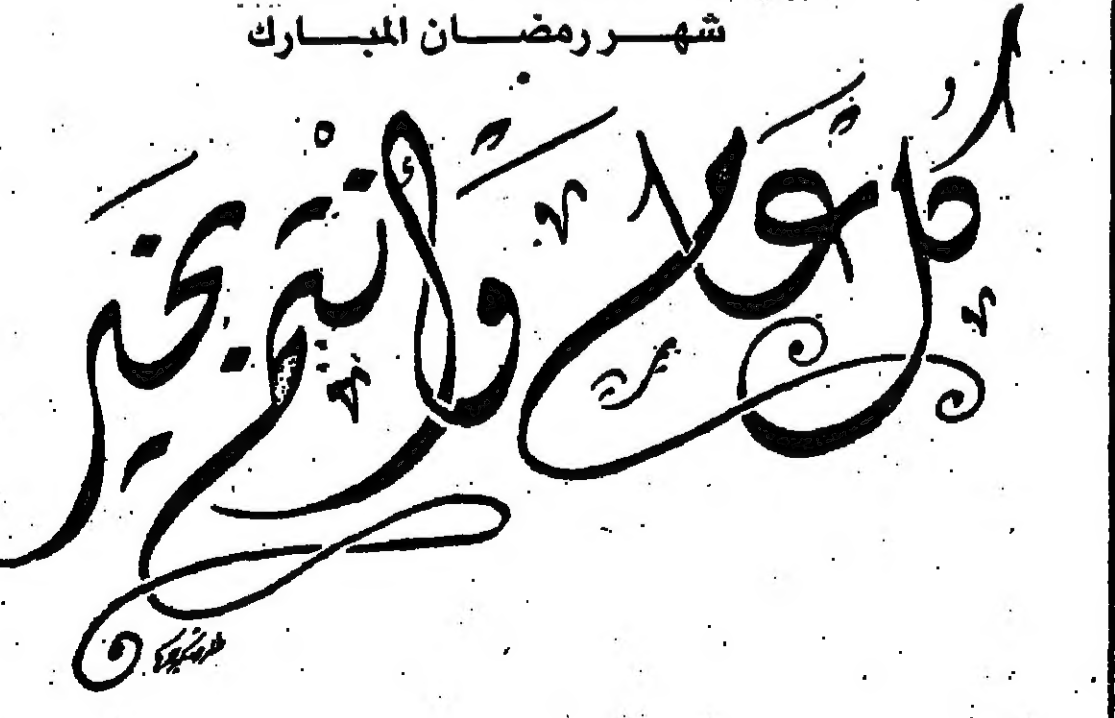 شهر رمضان المبارك
كل عام وأنتم بخير